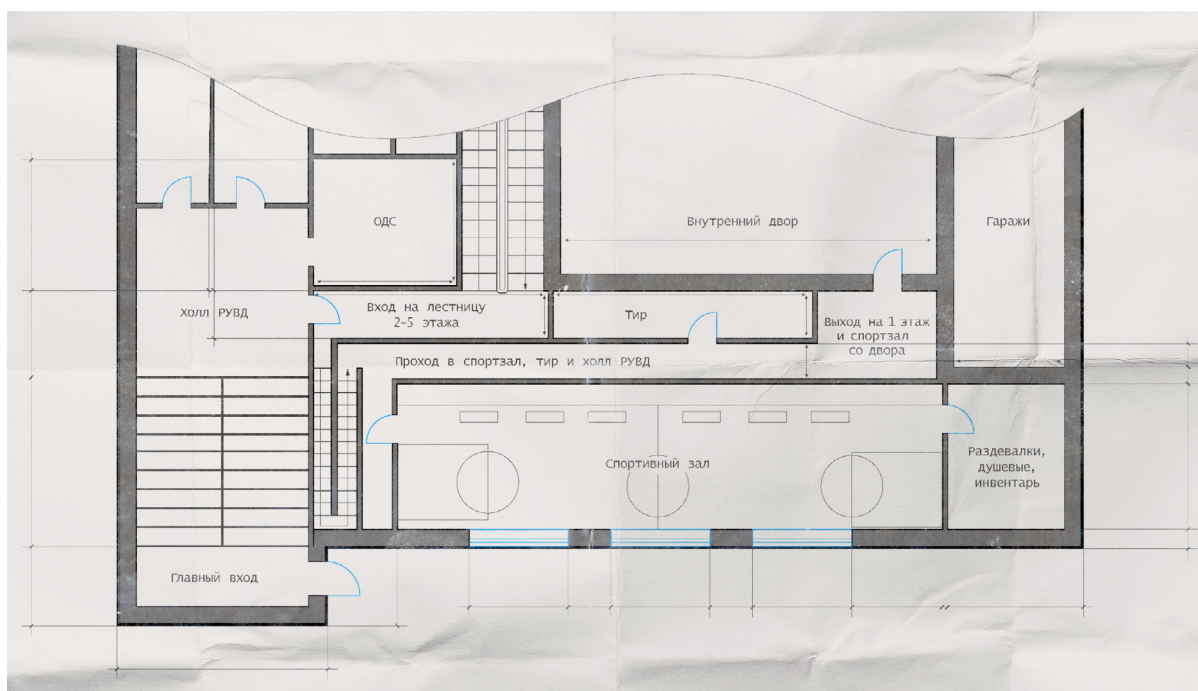 ОДС
Внутренний двор
Гаражи
Холл РУВД
Вход на лестницу
2-5 этажа
Тир
Выход на 1 этаж
и спортзал
со двора
Проход в спортзал, тир и холл РУВД
Спортивный зал
Раздевалки,
душевые,
инвентарь
Главный вход